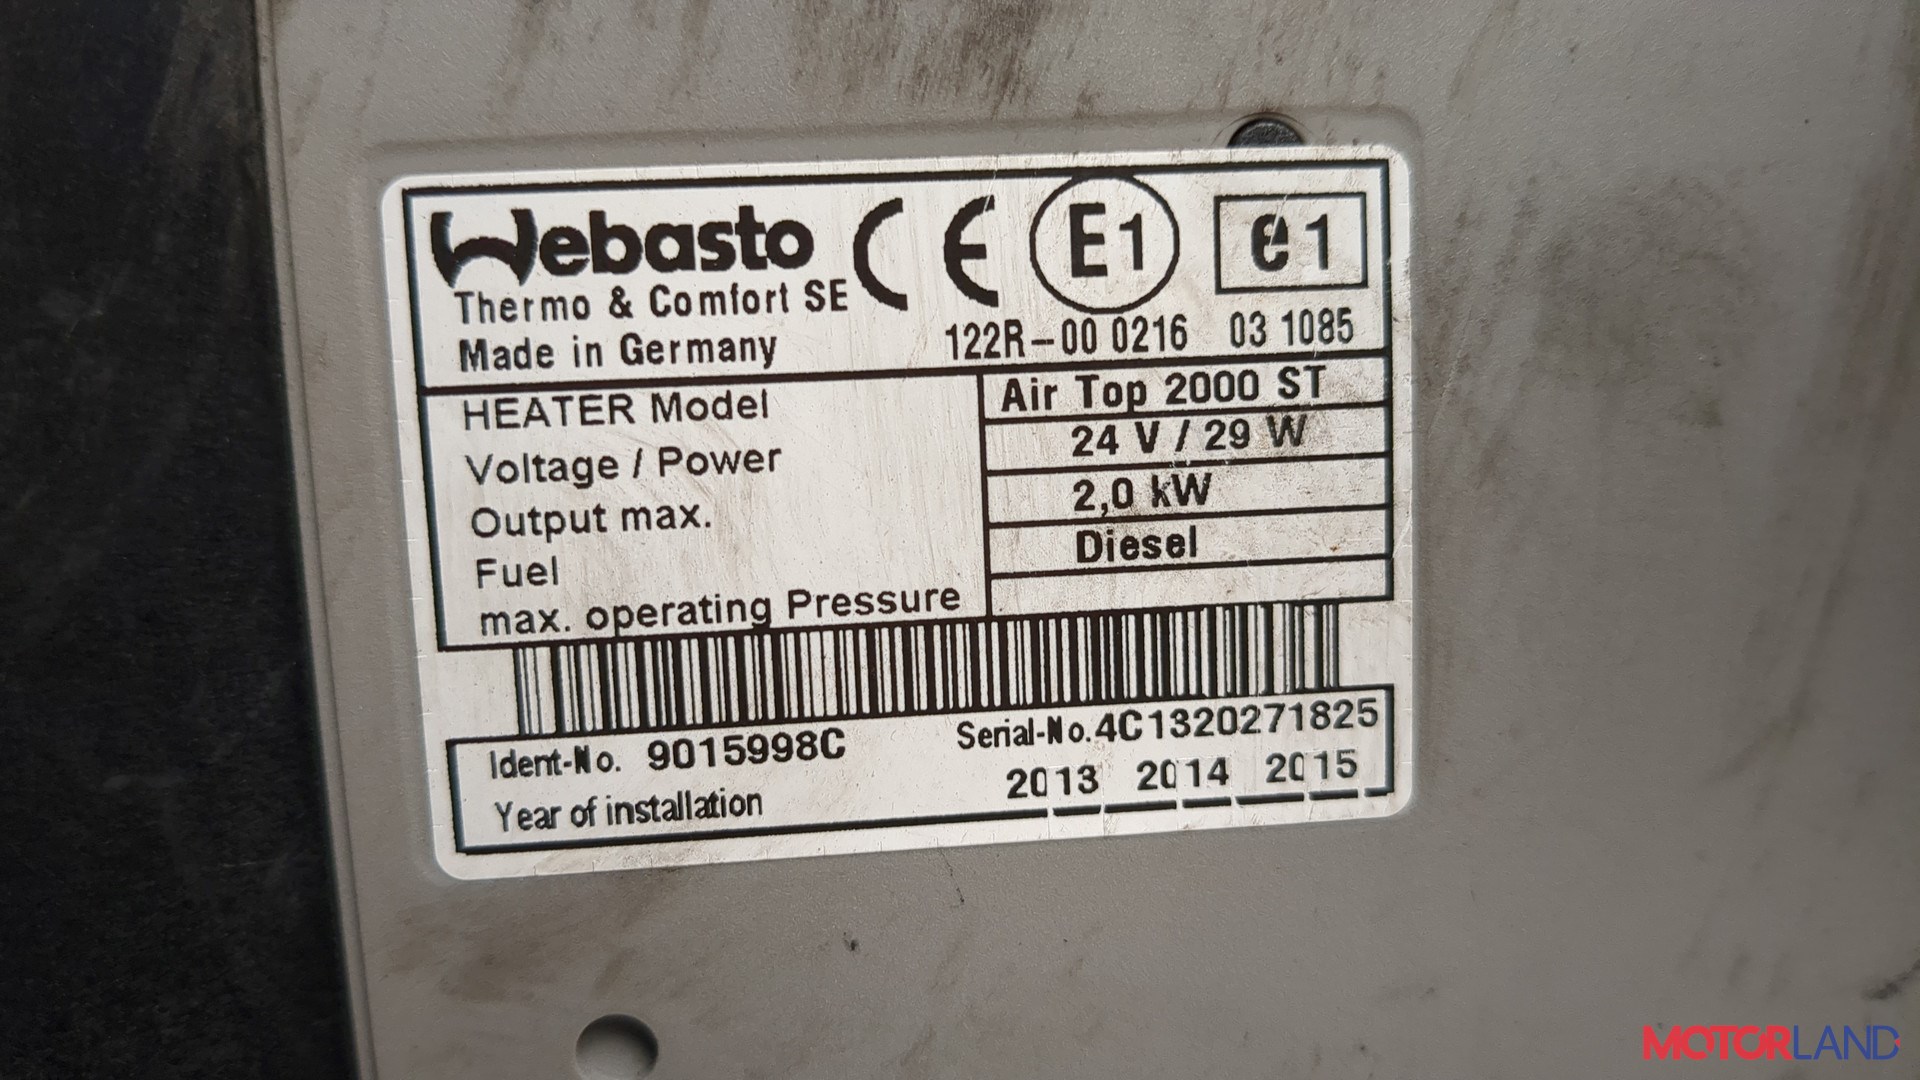 Webasto
Thermo & Comfort SE
Made in Germany
CE E1 e1
122R-00 0216 03 1085
HEATER Model Air Top 2000 ST
Voltage / Power 24 V / 29 W
Output max. 2,0 kW
Fuel Diesel
max. operating Pressure
Ident-No. 9015998C Serial-No.4C1320271825
Year of installation 2013 2014 2015
MOTORLAND